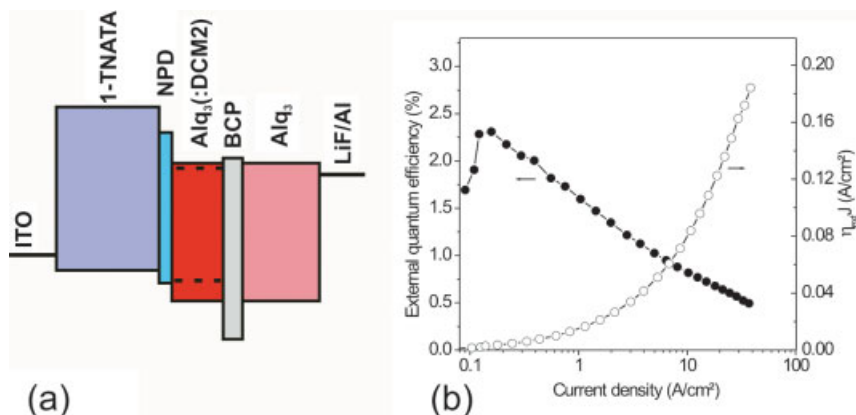 1-TNATA
NPD
Alq₃(:DCM2)
BCP
Alq₃
LiF/Al
ITO
(a)
External quantum efficiency (%)
3.0
2.5
2.0
1.5
1.0
0.5
0.0
0.20
0.16
0.12
0.08
0.04
0.00
0.1
1
10
100
Current density (A/cm²)
(b)